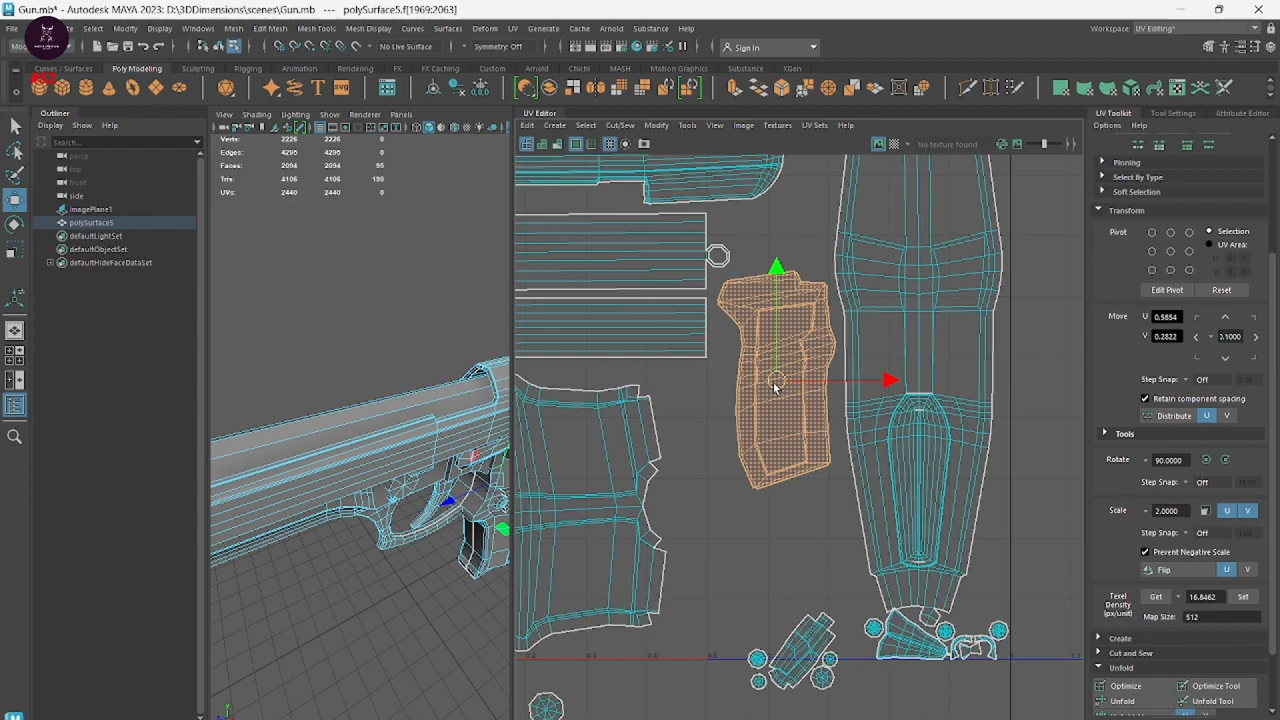 Gun.mb* - Autodesk MAYA 2023: D:\3DDimensions\scenes\Gun.mb --- polySurface5.f[1969:2063]
Select Modify Display Windows Mesh Edit Mesh Mesh Tools Mesh Display Curves Surfaces Deform UV Generate Cache Arnold Substance Help Workspace: UV Editing*
No Live Surface Symmetry: Off Sign In
Curves / Surfaces Poly Modeling Sculpting Rigging Animation Rendering FX FX Caching Custom Arnold MASH Motion Graphics Substance XGen
Outliner UV Editor UV Toolkit Tool Settings Attribute Editor
Display Show Help View Shading Lighting Show Renderer Panels Edit Create Select Cut/Sew Modify Tools View Image Textures UV Sets Help Options Help
Search...
No texture found
persp
top
front
side
imagePlane1
polySurface5
defaultLightSet
defaultObjectSet
defaultHideFaceDataSet
Verts: 2226 2226 0
Edges: 4295 4295 0
Faces: 2094 2094 95
Tris: 4106 4106 190
UVs: 2440 2440 0
Pinning
Select By Type
Soft Selection
Transform
Pivot Selection
UV Area:
Edit Pivot Reset
Move U 0.5854
V 0.2822
Step Snap: Off
Retain component spacing
Distribute U V
Tools
Rotate 90.0000
Step Snap: Off
Scale 2.0000 U V
Step Snap: Off
Prevent Negative Scale
Flip U V
Texel Density (px/unit) Get 16.8462 Set
Map Size: 512
Create
Cut and Sew
Unfold
Optimize Optimize Tool
Unfold Unfold Tool
0.2 0.3 0.4 0.5 1.1